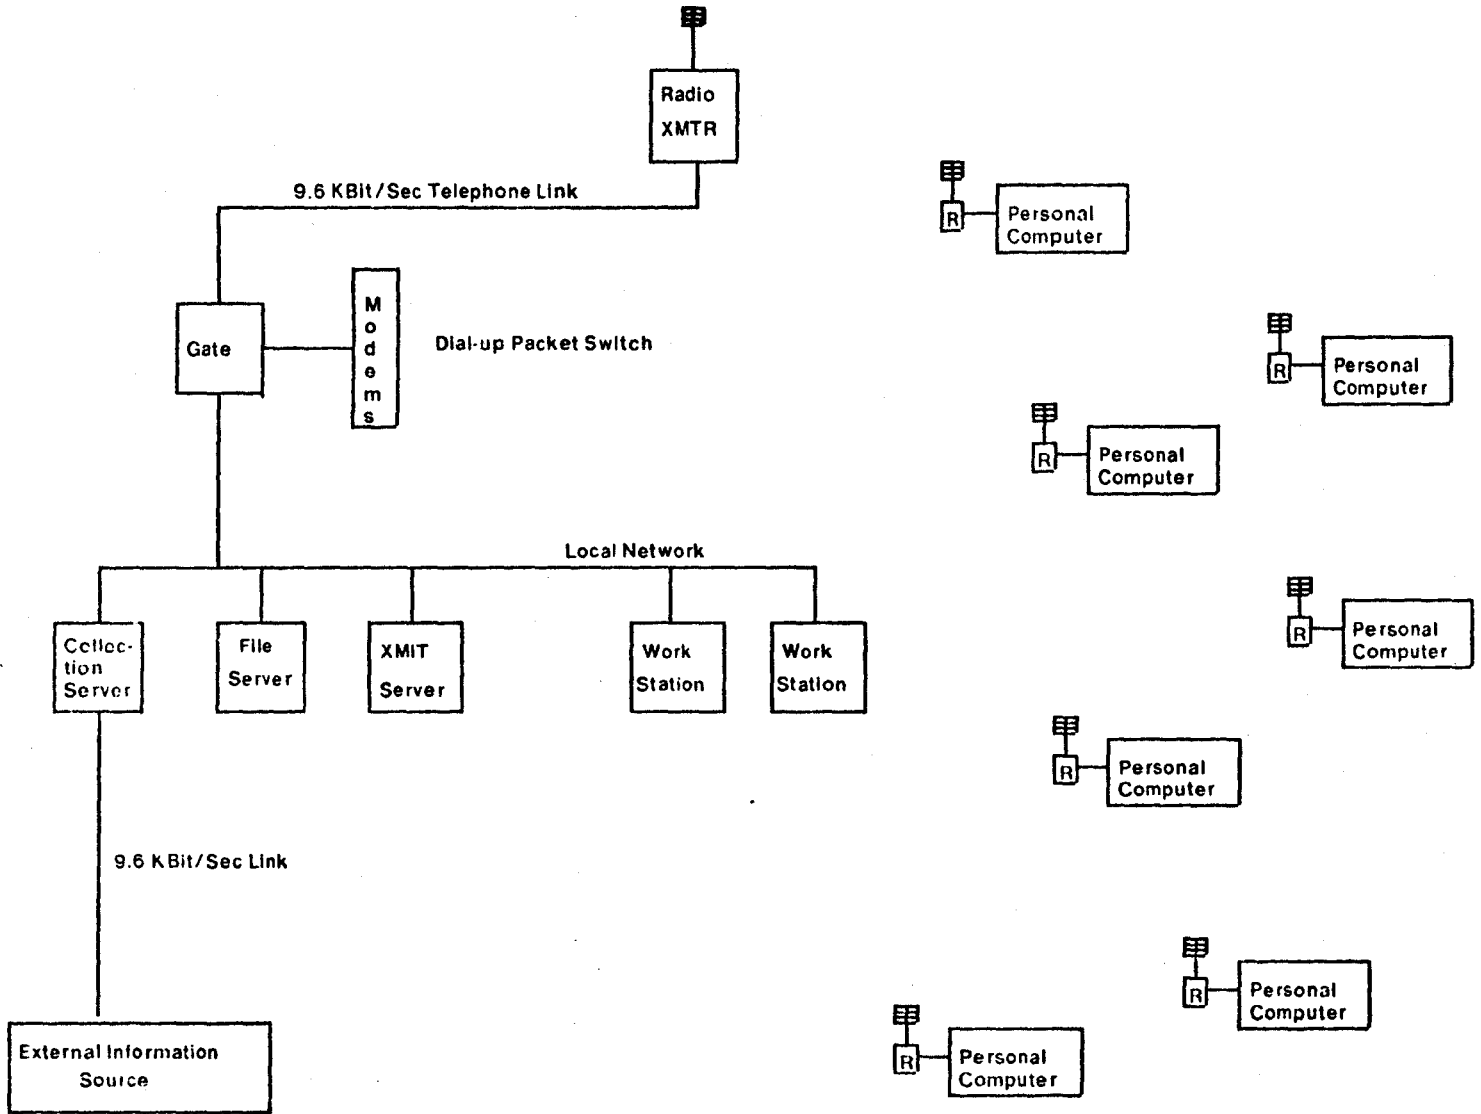 Radio
XMTR
9.6 KBit/Sec Telephone Link
R
Personal
Computer
M
o
d
e
m
s
Gate
Dial-up Packet Switch
R
Personal
Computer
R
Personal
Computer
Local Network
Collec-
tion
Server
File
Server
XMIT
Server
Work
Station
Work
Station
R
Personal
Computer
R
Personal
Computer
9.6 KBit/Sec Link
R
Personal
Computer
External Information
Source
R
Personal
Computer